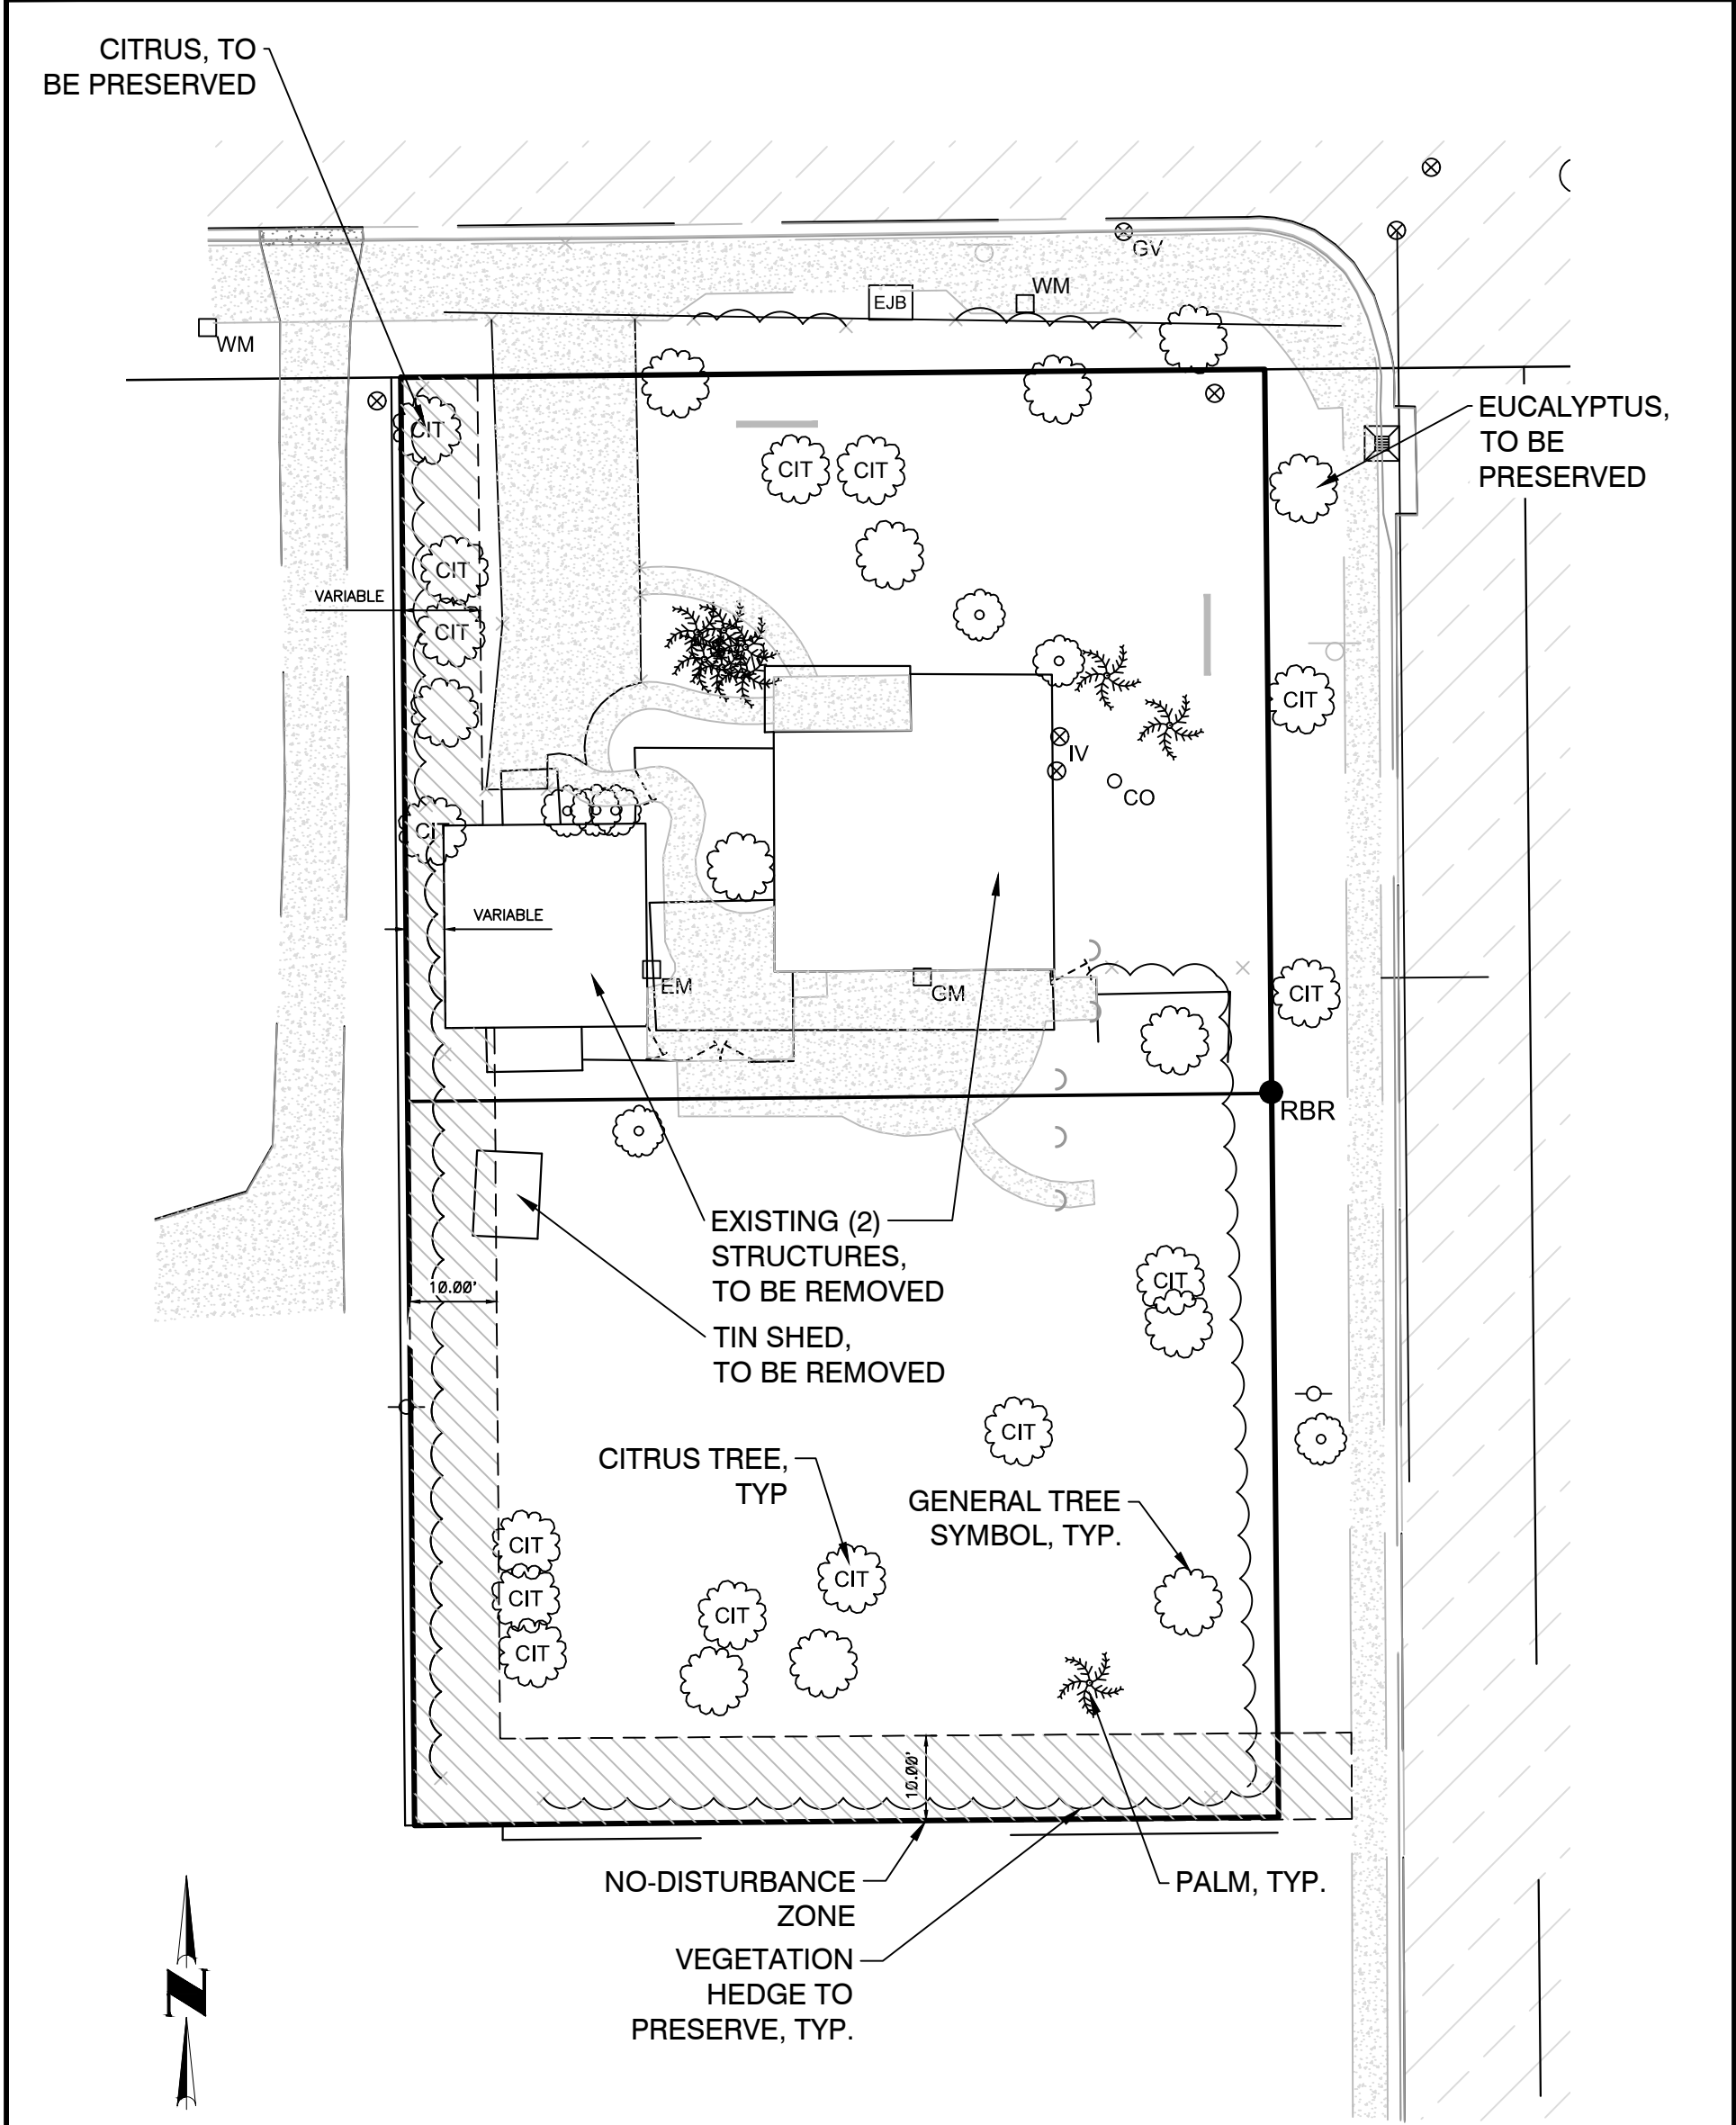 CITRUS, TO
BE PRESERVED
GV
WM
EJB
WM
EUCALYPTUS,
TO BE
PRESERVED
CIT
CIT
CIT
CIT
VARIABLE
CIT
CIT
IV
CO
CIT
VARIABLE
EM
GM
CIT
RBR
EXISTING (2)
STRUCTURES,
TO BE REMOVED
TIN SHED,
TO BE REMOVED
10.00'
CIT
CIT
CITRUS TREE,
TYP
GENERAL TREE
SYMBOL, TYP.
CIT
CIT
CIT
CIT
CIT
10.00'
NO-DISTURBANCE
ZONE
PALM, TYP.
VEGETATION
HEDGE TO
PRESERVE, TYP.
N